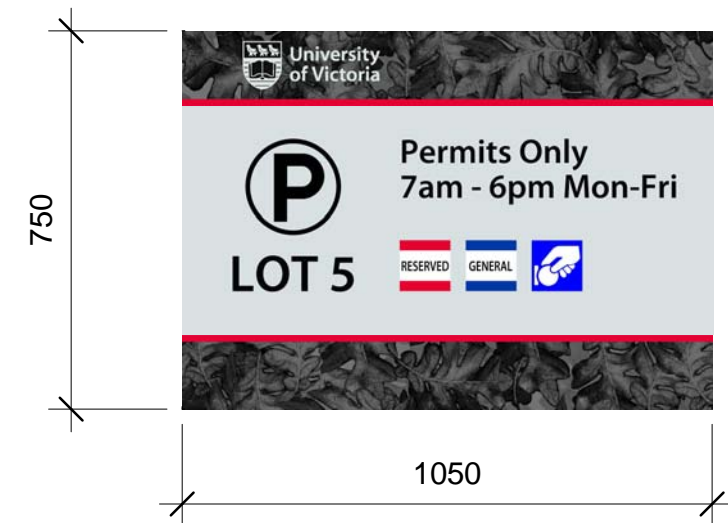 University
of Victoria
P
Permits Only
7am - 6pm Mon-Fri
LOT 5
RESERVED
GENERAL
750
1050